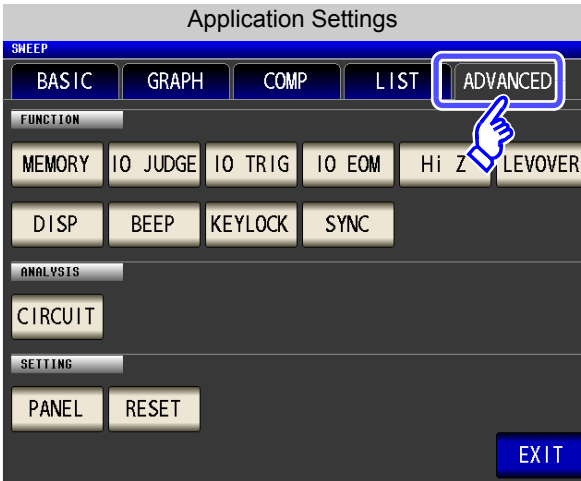 Application Settings
SWEEP
BASIC GRAPH COMP LIST ADVANCED
FUNCTION
MEMORY IO JUDGE IO TRIG IO EOM Hi Z LEVOVER
DISP BEEP KEYLOCK SYNC
ANALYSIS
CIRCUIT
SETTING
PANEL RESET
EXIT